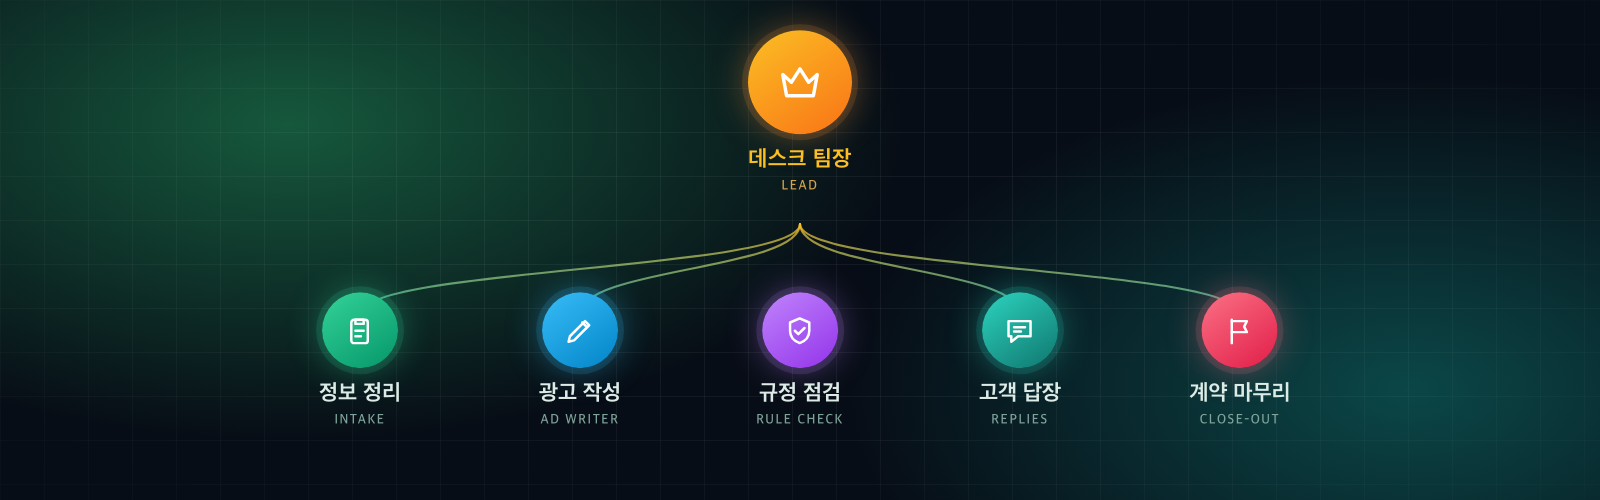 데스크 팀장
LEAD
정보 정리
INTAKE
광고 작성
AD WRITER
규정 점검
RULE CHECK
고객 답장
REPLIES
계약 마무리
CLOSE-OUT